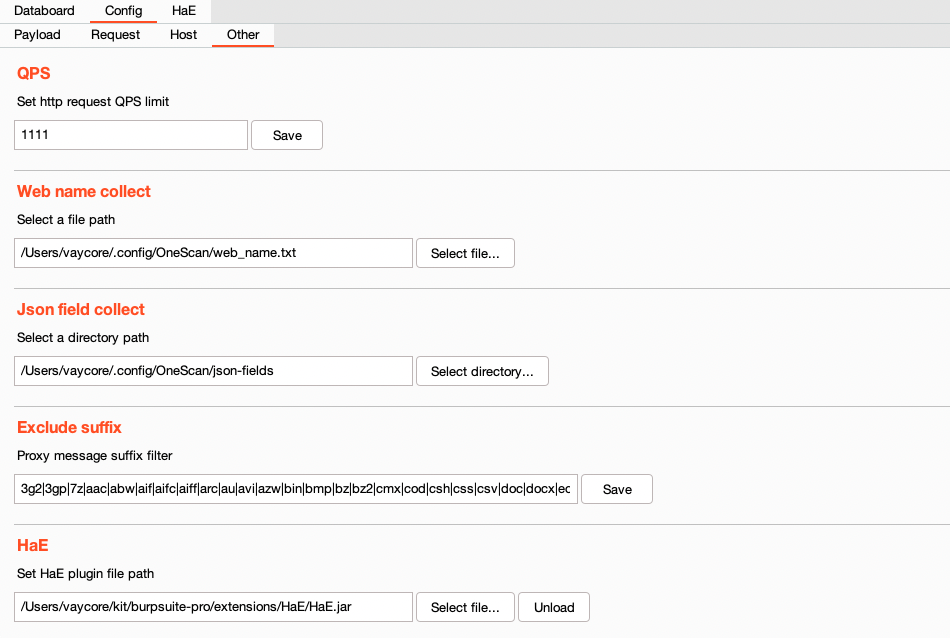 Databoard Config HaE
Payload Request Host Other
QPS
Set http request QPS limit
1111 Save
Web name collect
Select a file path
/Users/vaycore/.config/OneScan/web_name.txt Select file...
Json field collect
Select a directory path
/Users/vaycore/.config/OneScan/json-fields Select directory...
Exclude suffix
Proxy message suffix filter
3g2|3gp|7z|aac|abw|aif|aifc|aiff|arc|au|avi|azw|bin|bmp|bz|bz2|cmx|cod|csh|css|csv|doc|docx|ec Save
HaE
Set HaE plugin file path
/Users/vaycore/kit/burpsuite-pro/extensions/HaE/HaE.jar Select file... Unload